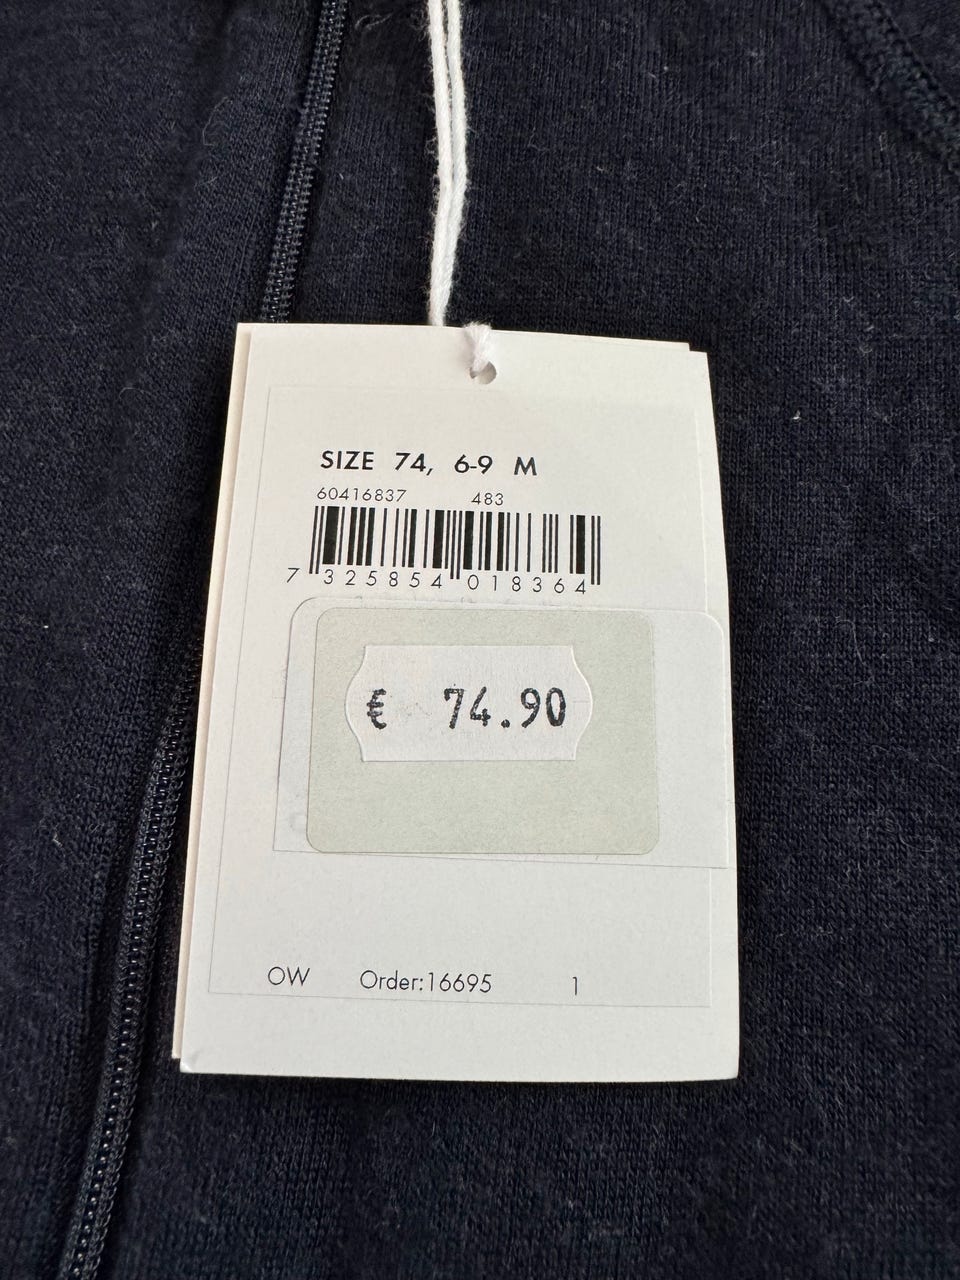 SIZE 74, 6-9 M
60416837 483
7 325854 018364
€ 74.90
OW Order:16695 1